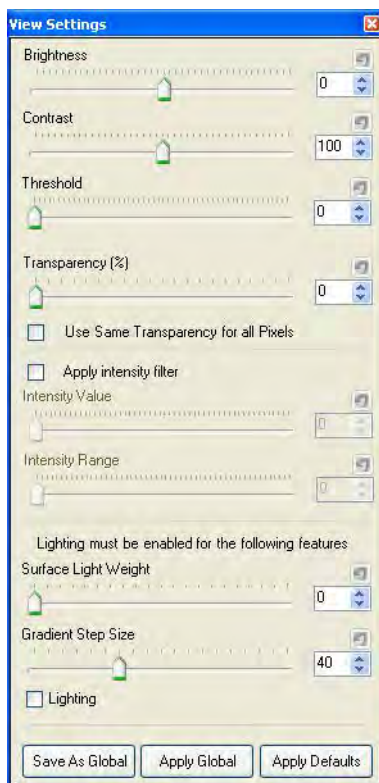 View Settings
Brightness
0
Contrast
100
Threshold
0
Transparency (%)
0
Use Same Transparency for all Pixels
Apply intensity filter
Intensity Value
0
Intensity Range
0
Lighting must be enabled for the following features
Surface Light Weight
0
Gradient Step Size
40
Lighting
Save As Global Apply Global Apply Defaults